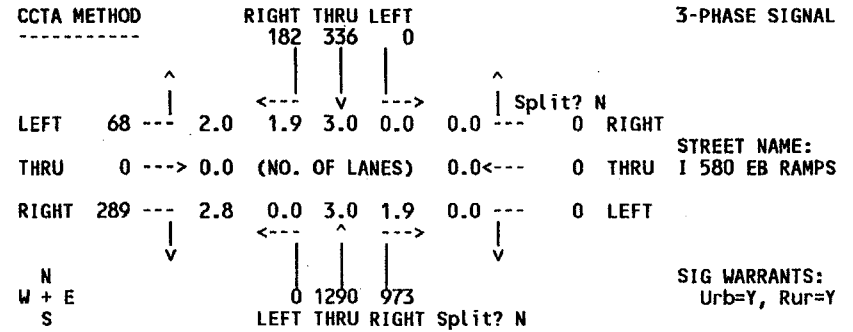 CCTA METHOD RIGHT THRU LEFT 3-PHASE SIGNAL
----------- 182 336 0
^ ^
<--- v ---> Split? N
LEFT 68 --- 2.0 1.9 3.0 0.0 0.0 --- 0 RIGHT
STREET NAME:
THRU 0 ---> 0.0 (NO. OF LANES) 0.0<--- 0 THRU I 580 EB RAMPS
RIGHT 289 --- 2.8 0.0 3.0 1.9 0.0 --- 0 LEFT
<--- ^ --->
v v
N SIG WARRANTS:
W + E 0 1290 973 Urb=Y, Rur=Y
S LEFT THRU RIGHT Split? N